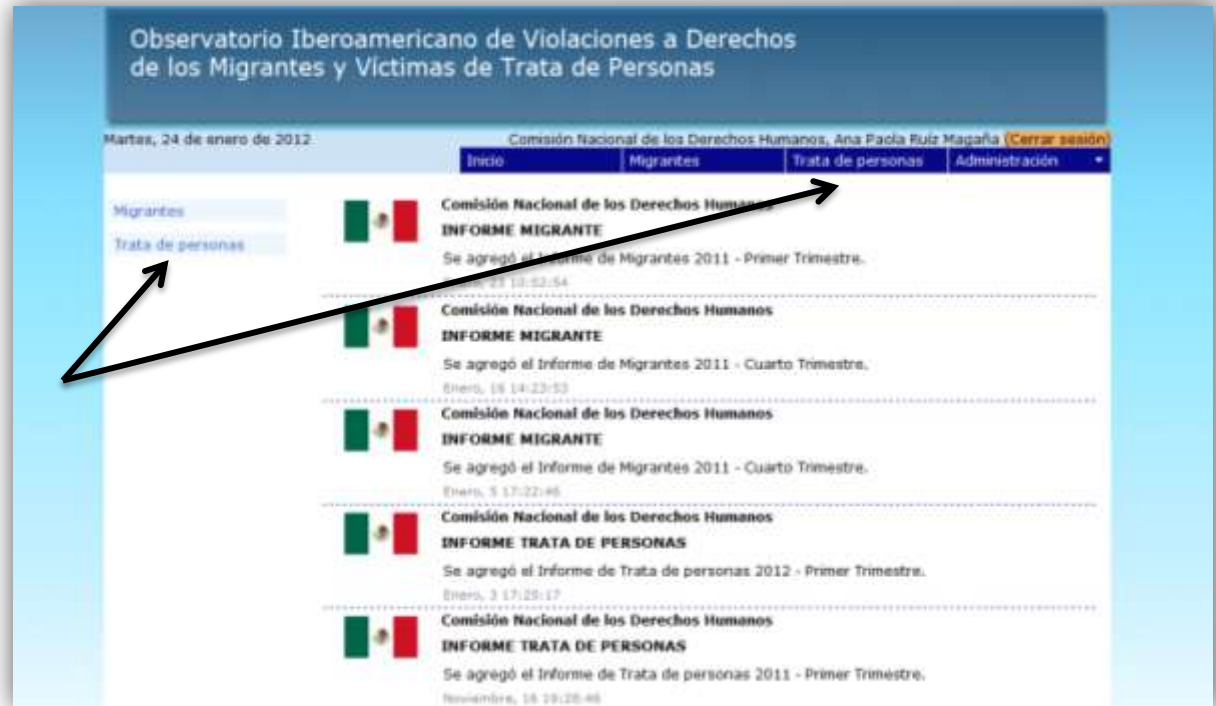 Observatorio Iberoamericano de Violaciones a Derechos
de los Migrantes y Víctimas de Trata de Personas
Martes, 24 de enero de 2012
Comisión Nacional de los Derechos Humanos, Ana Paola Ruíz Magaña (Cerrar sesión)
Inicio Migrantes Trata de personas Administración
Migrantes
Trata de personas
Comisión Nacional de los Derechos Humanos
INFORME MIGRANTE
Se agregó el Informe de Migrantes 2011 - Primer Trimestre.
Comisión Nacional de los Derechos Humanos
INFORME MIGRANTE
Se agregó el Informe de Migrantes 2011 - Cuarto Trimestre.
Enero, 16 14:23:53
Comisión Nacional de los Derechos Humanos
INFORME MIGRANTE
Se agregó el Informe de Migrantes 2011 - Cuarto Trimestre.
Enero, 5 17:22:46
Comisión Nacional de los Derechos Humanos
INFORME TRATA DE PERSONAS
Se agregó el Informe de Trata de personas 2012 - Primer Trimestre.
Enero, 3 17:25:17
Comisión Nacional de los Derechos Humanos
INFORME TRATA DE PERSONAS
Se agregó el Informe de Trata de personas 2011 - Primer Trimestre.
Noviembre, 16